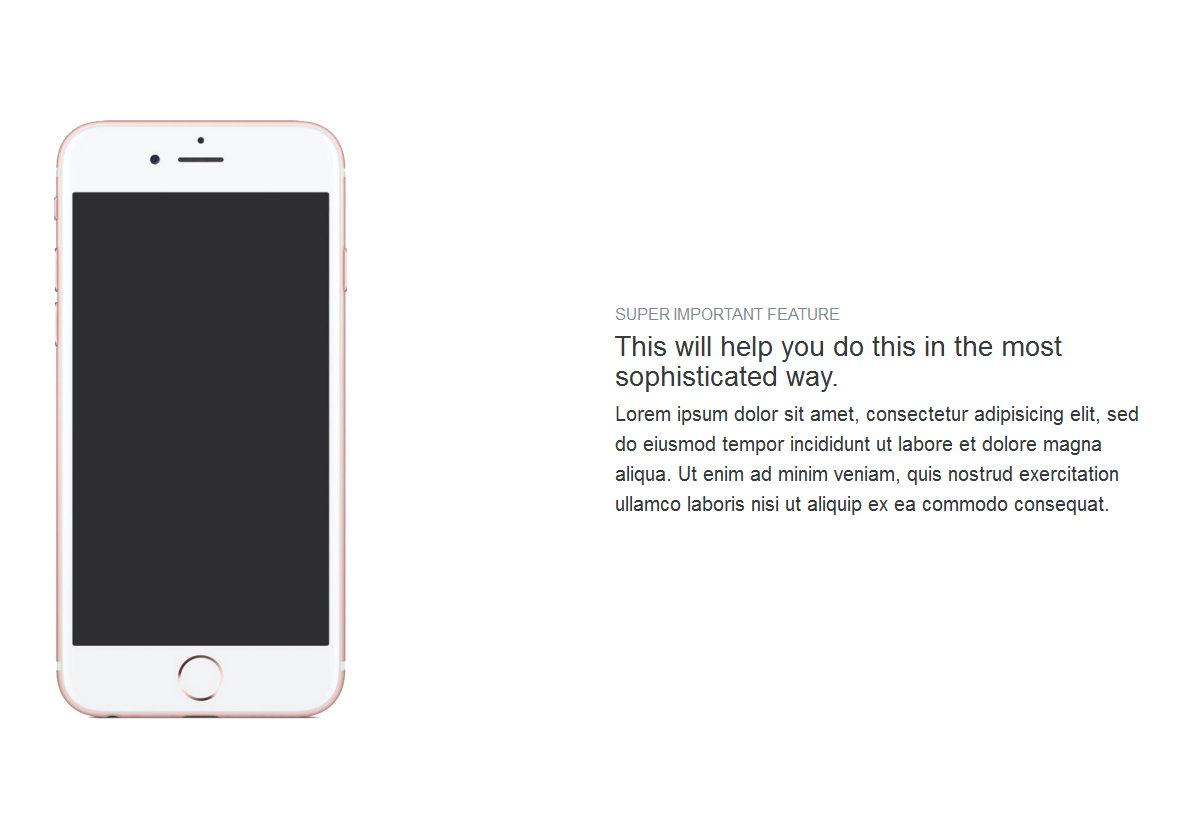 SUPER IMPORTANT FEATURE
This will help you do this in the most
sophisticated way.
Lorem ipsum dolor sit amet, consectetur adipisicing elit, sed
do eiusmod tempor incididunt ut labore et dolore magna
aliqua. Ut enim ad minim veniam, quis nostrud exercitation
ullamco laboris nisi ut aliquip ex ea commodo consequat.